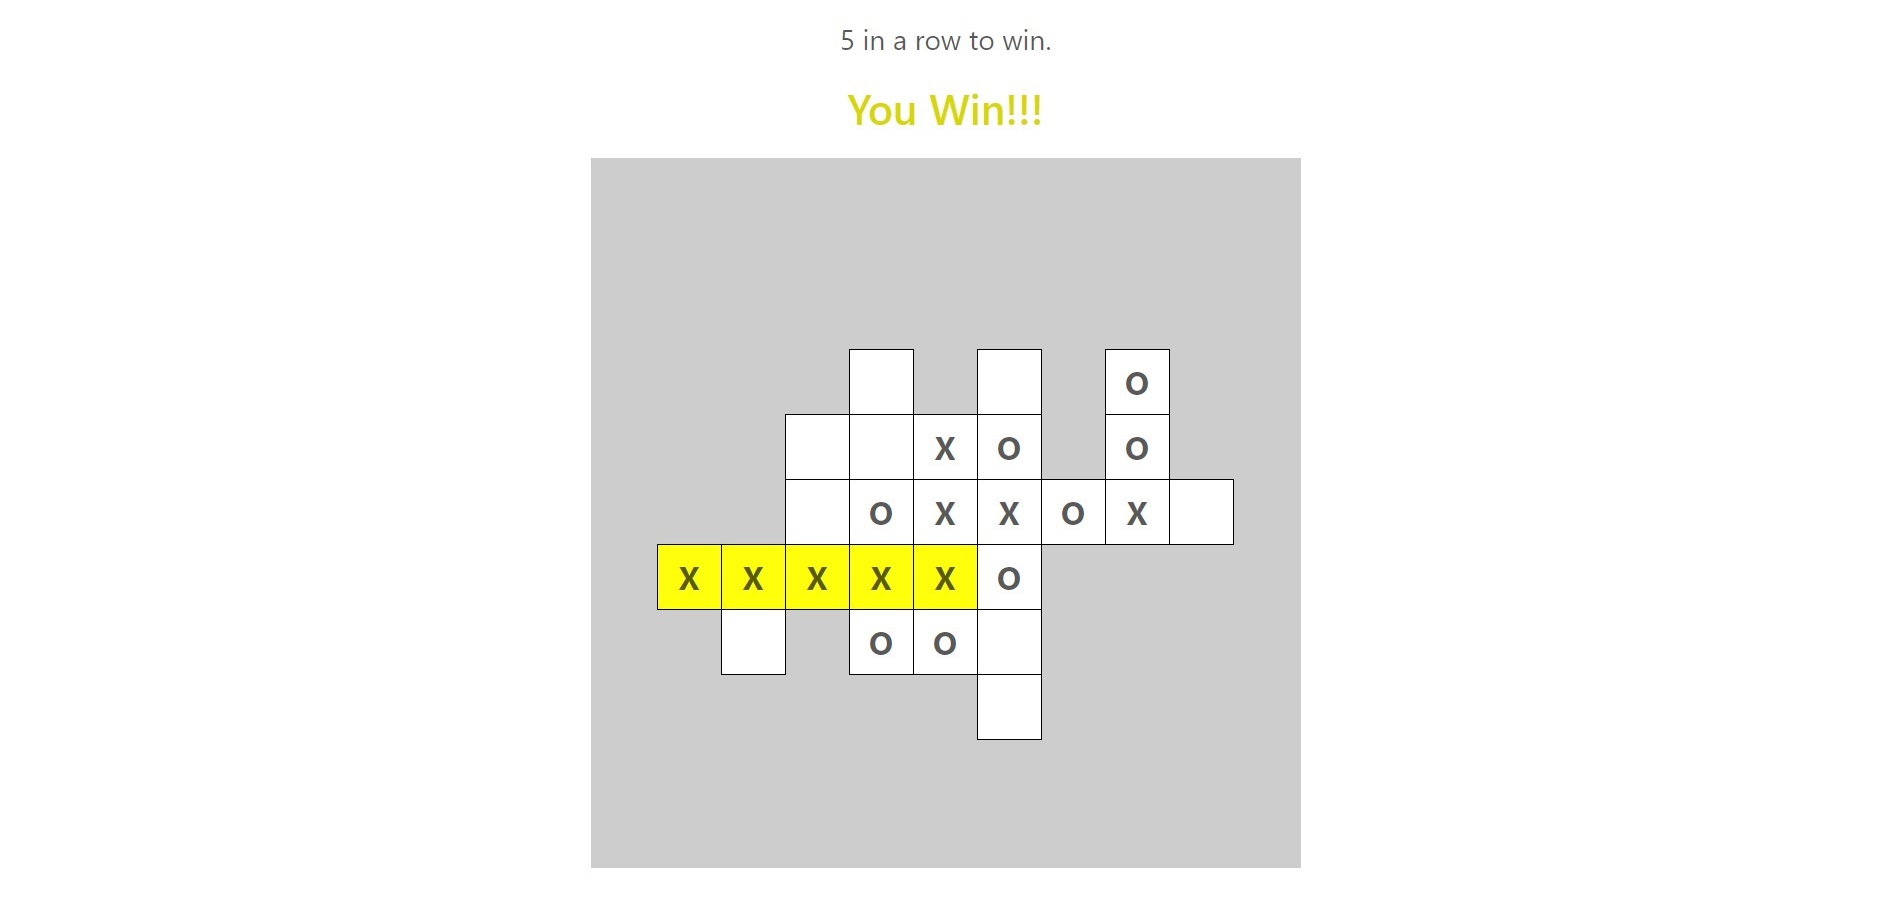 5 in a row to win.
You Win!!!
O
X O O
O X X O X
X X X X X O
O O